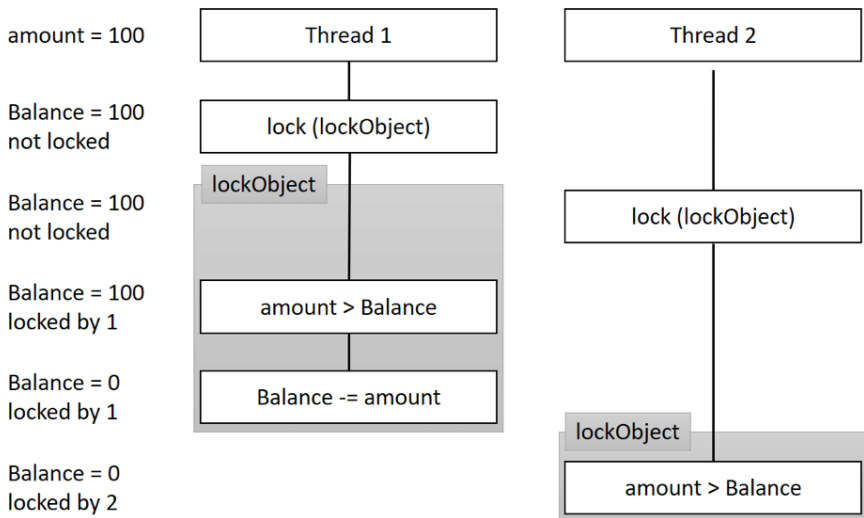 amount = 100
Thread 1
Thread 2
Balance = 100
not locked
lock (lockObject)
lockObject
Balance = 100
not locked
lock (lockObject)
Balance = 100
locked by 1
amount > Balance
Balance = 0
locked by 1
Balance -= amount
lockObject
Balance = 0
locked by 2
amount > Balance